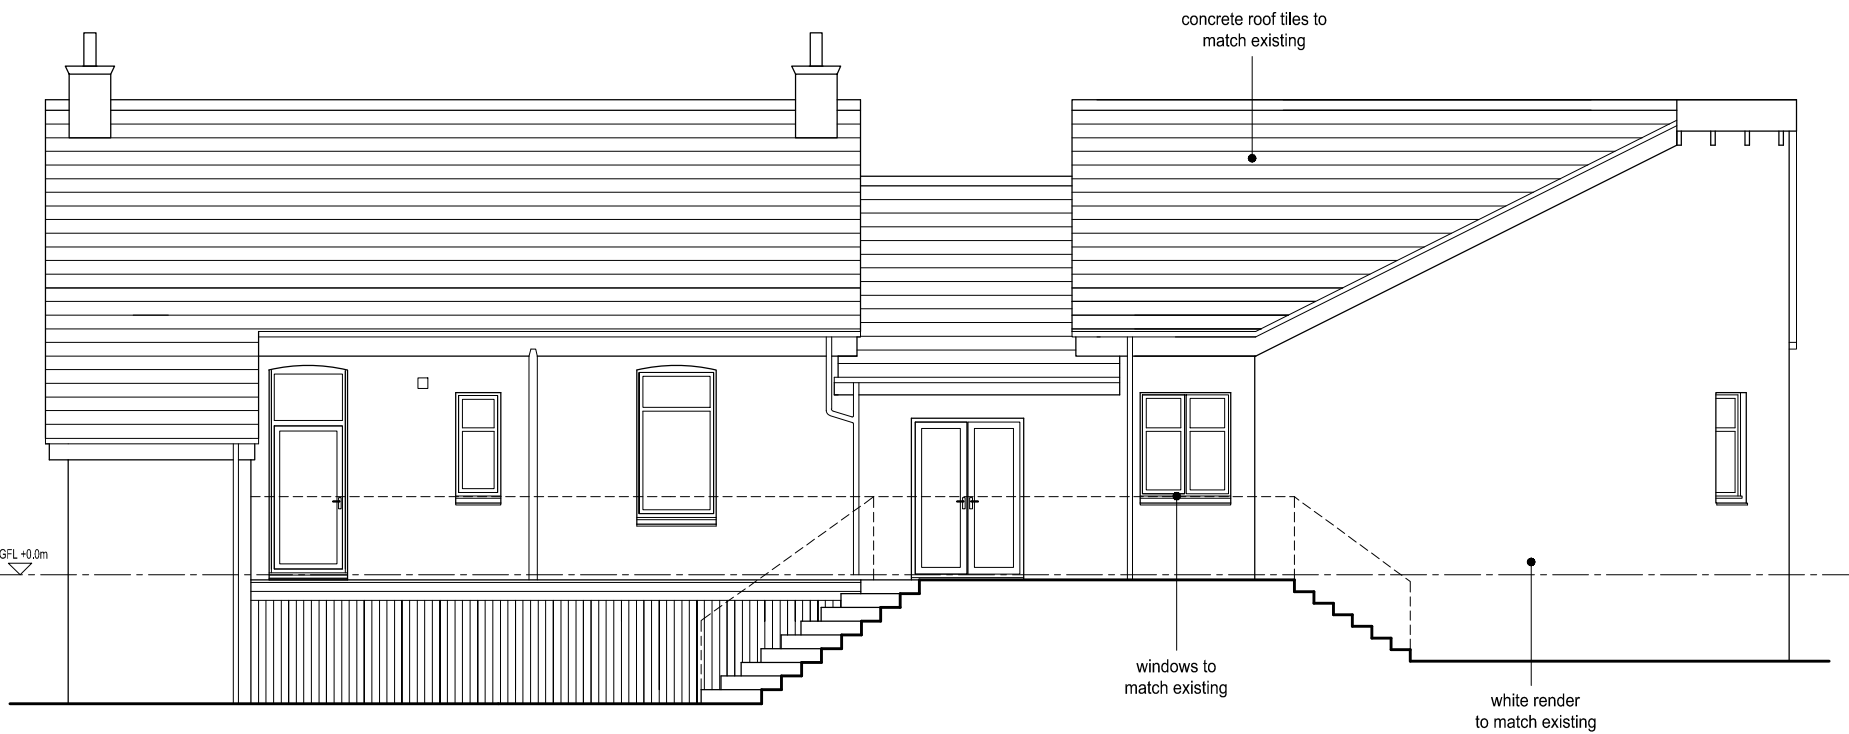 concrete roof tiles to
match existing
GFL +0.0m
windows to
match existing
white render
to match existing